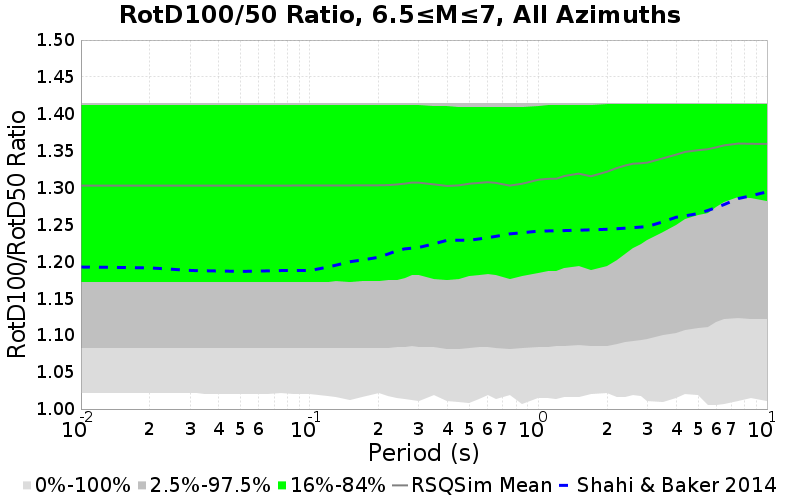 RotD100/50 Ratio, 6.5≤M≤7, All Azimuths
RotD100/RotD50 Ratio
1.50
1.45
1.40
1.35
1.30
1.25
1.20
1.15
1.10
1.05
1.00
10-2 2 3 4 5 6 10-1 2 3 4 5 6 7 100 2 3 4 5 6 7 101
Period (s)
0%-100% 2.5%-97.5% 16%-84% RSQSim Mean Shahi & Baker 2014